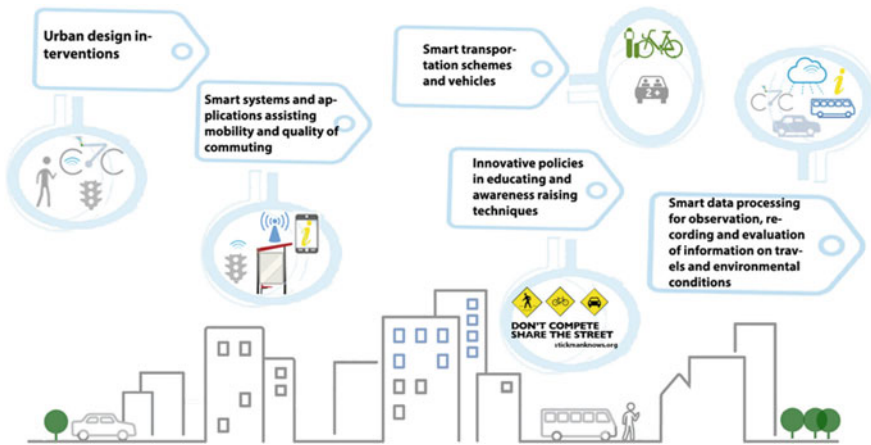 Urban design in-
terventions
Smart systems and ap-
plications assisting
mobility and quality of
commuting
Smart transpor-
tation schemes
and vehicles
2+
Innovative policies
in educating and
awareness raising
techniques
DON'T COMPETE
SHARE THE STREET
stickmanknows.org
i
i
Smart data processing
for observation, re-
cording and evaluation
of information on trav-
els and environmental
conditions